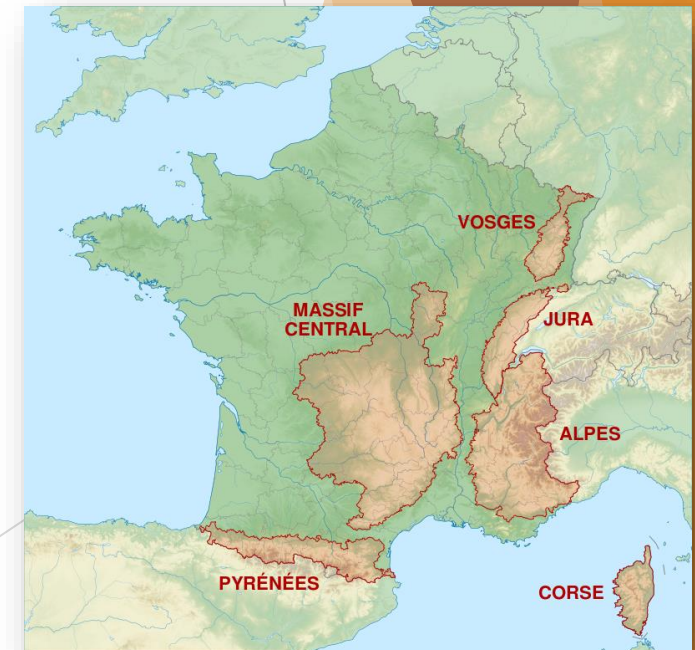 VOSGES
MASSIF
CENTRAL
JURA
ALPES
PYRÉNÉES
CORSE